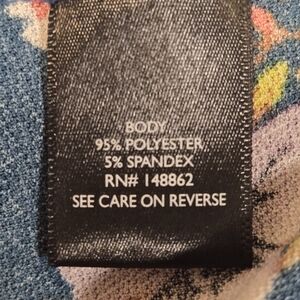 BODY
95% POLYESTER
5% SPANDEX
RN# 148862
SEE CARE ON REVERSE